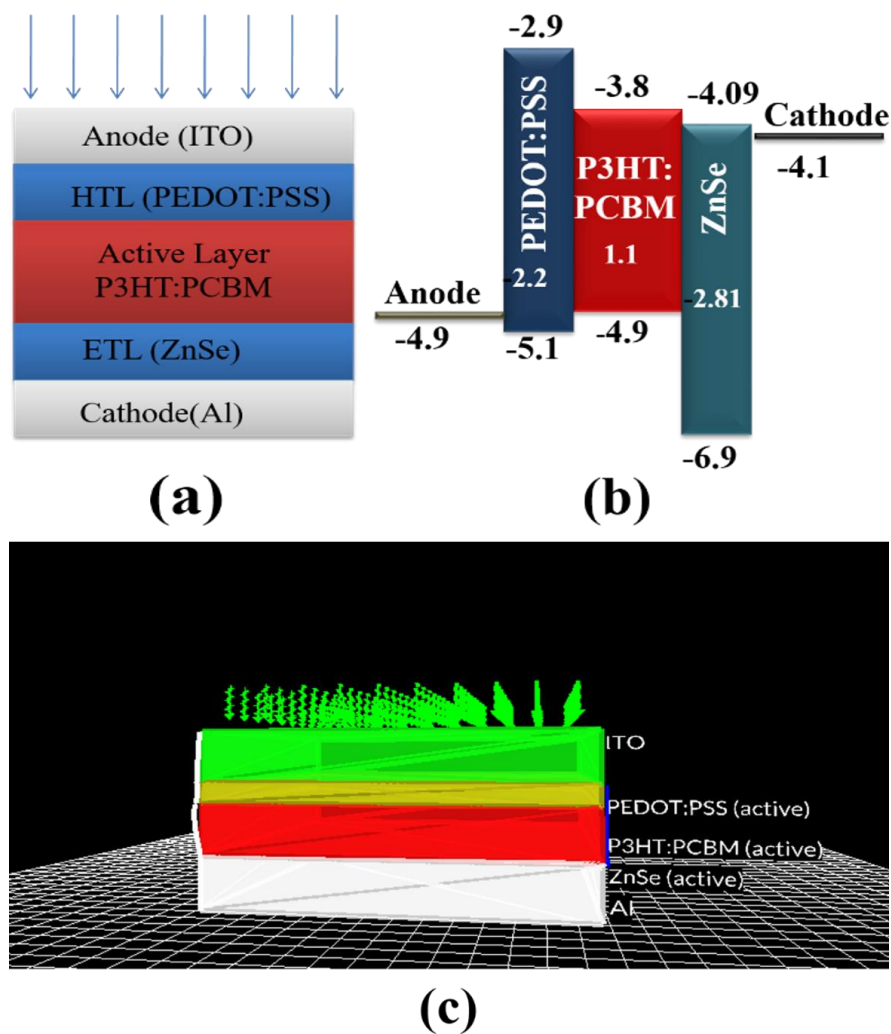 Anode (ITO)
HTL (PEDOT:PSS)
Active Layer
P3HT:PCBM
ETL (ZnSe)
Cathode(Al)
(a)
-2.9
-3.8
-4.09
Cathode
-4.1
PEDOT:PSS
P3HT:
PCBM
ZnSe
1.1
-2.2
-2.81
Anode
-4.9
-5.1
-4.9
-6.9
(b)
ITO
PEDOT:PSS (active)
P3HT:PCBM (active)
ZnSe (active)
Al
(c)